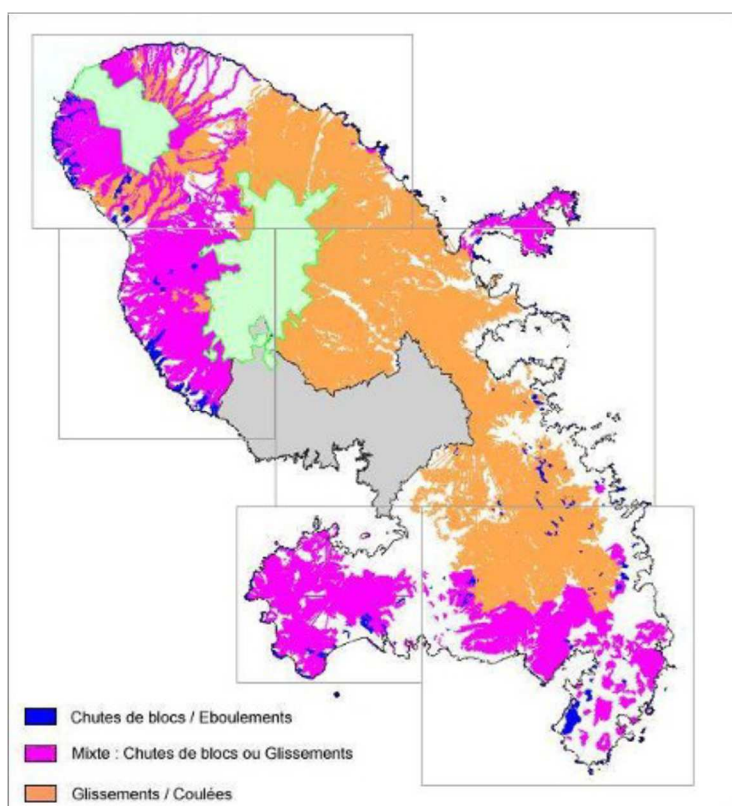 Chutes de blocs / Eboulements
Mixte : Chutes de blocs ou Glissements
Glissements / Coulées